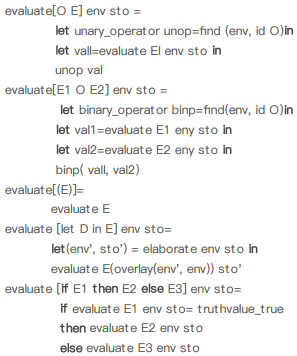 evaluate[O E] env sto =
let unary_operator unop=find (env, id O)in
let vall=evaluate El env sto in
unop val
evaluate[E1 O E2] env sto =
let binary_operator binp=find(env, id O)in
let val1=evaluate E1 eny sto in
let val2=evaluate E2 eny sto in
binp( vall, val2)
evaluate[(E)]=
evaluate E
evaluate [let D in E] env sto=
let(env', sto') = elaborate env sto in
evaluate E(overlay(env', env)) sto'
evaluate [if E1 then E2 else E3] env sto=
if evaluate E1 env sto= truthvalue_true
then evaluate E2 env sto
else evaluate E3 env sto